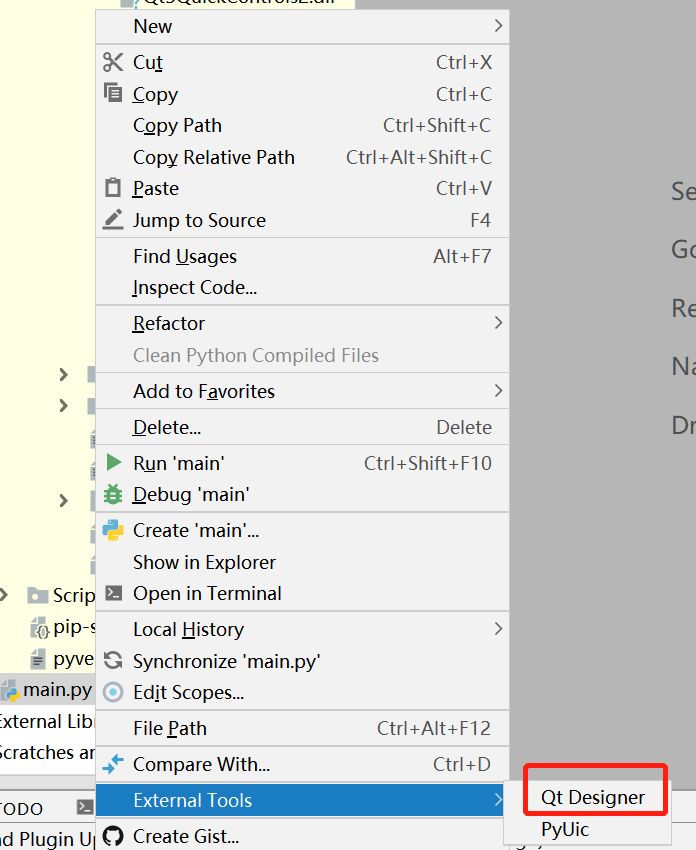 Qt5QuickControls2.dll
New
Cut Ctrl+X
Copy Ctrl+C
Copy Path Ctrl+Shift+C
Copy Relative Path Ctrl+Alt+Shift+C
Paste Ctrl+V
Jump to Source F4
Find Usages Alt+F7
Inspect Code...
Refactor
Clean Python Compiled Files
Add to Favorites
Delete... Delete
Run 'main' Ctrl+Shift+F10
Debug 'main'
Create 'main'...
Show in Explorer
Open in Terminal
Local History
Synchronize 'main.py'
Edit Scopes...
File Path Ctrl+Alt+F12
Compare With... Ctrl+D
External Tools
Create Gist...
Qt Designer
PyUic
Scrip
pip-s
pyve
main.py
External Lib
Scratches an
TODO
nd Plugin Up
Se
Go
Re
Na
Dr